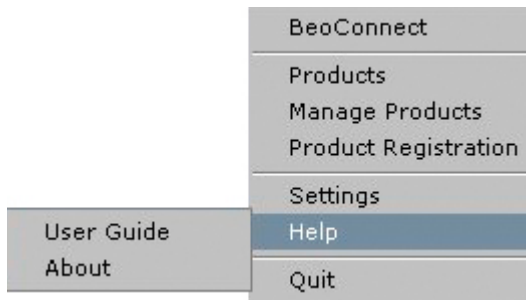 BeoConnect
Products
Manage Products
Product Registration
Settings
Help
User Guide
About
Quit